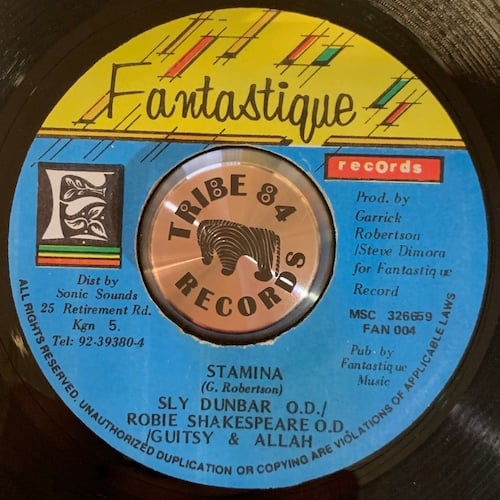 Fantastique
records
Prod. by
Garrick
Robertson
/Steve Dimora
for Fantastique
Record
MSC 326659
FAN 004
Pub. by
Fantastique
Music
Dist by
Sonic Sounds
25 Retirement Rd.
Kgn 5.
Tel: 92-39380-4
TRIBE 84
RECORDS
STAMINA
(G. Robertson)
SLY DUNBAR O.D./
ROBIE SHAKESPEARE O.D.
/GUITSY & ALLAH
ALL RIGHTS RESERVED. UNAUTHORIZED DUPLICATION OR COPYING ARE VIOLATIONS OF APPLICABLE LAWS